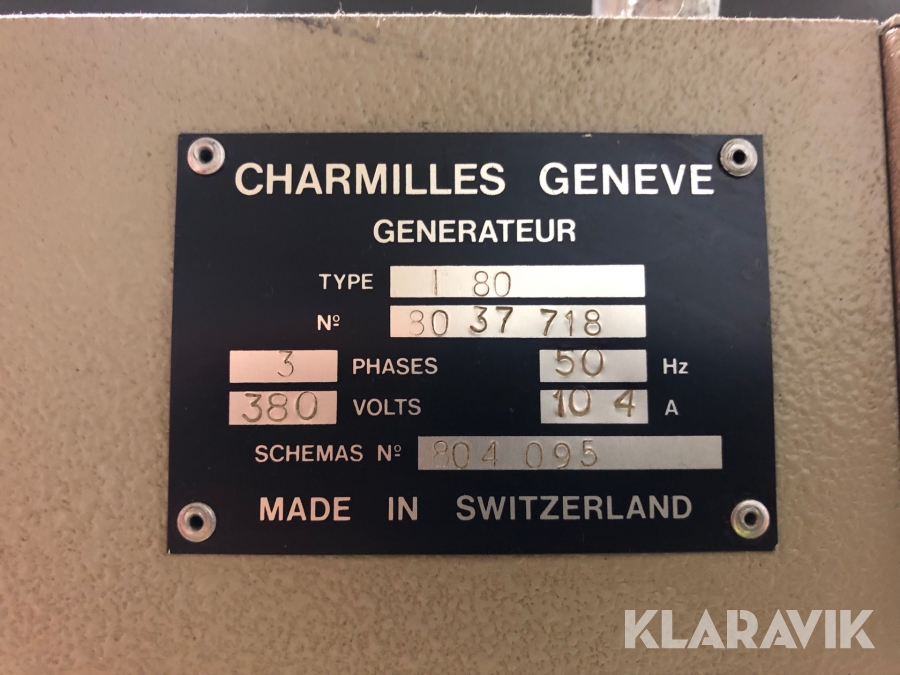 CHARMILLES GENEVE
GENERATEUR
TYPE I 80
Nº 80 37 718
3 PHASES 50 Hz
380 VOLTS 10 4 A
SCHEMAS Nº 804 095
MADE IN SWITZERLAND
KLARAVIK